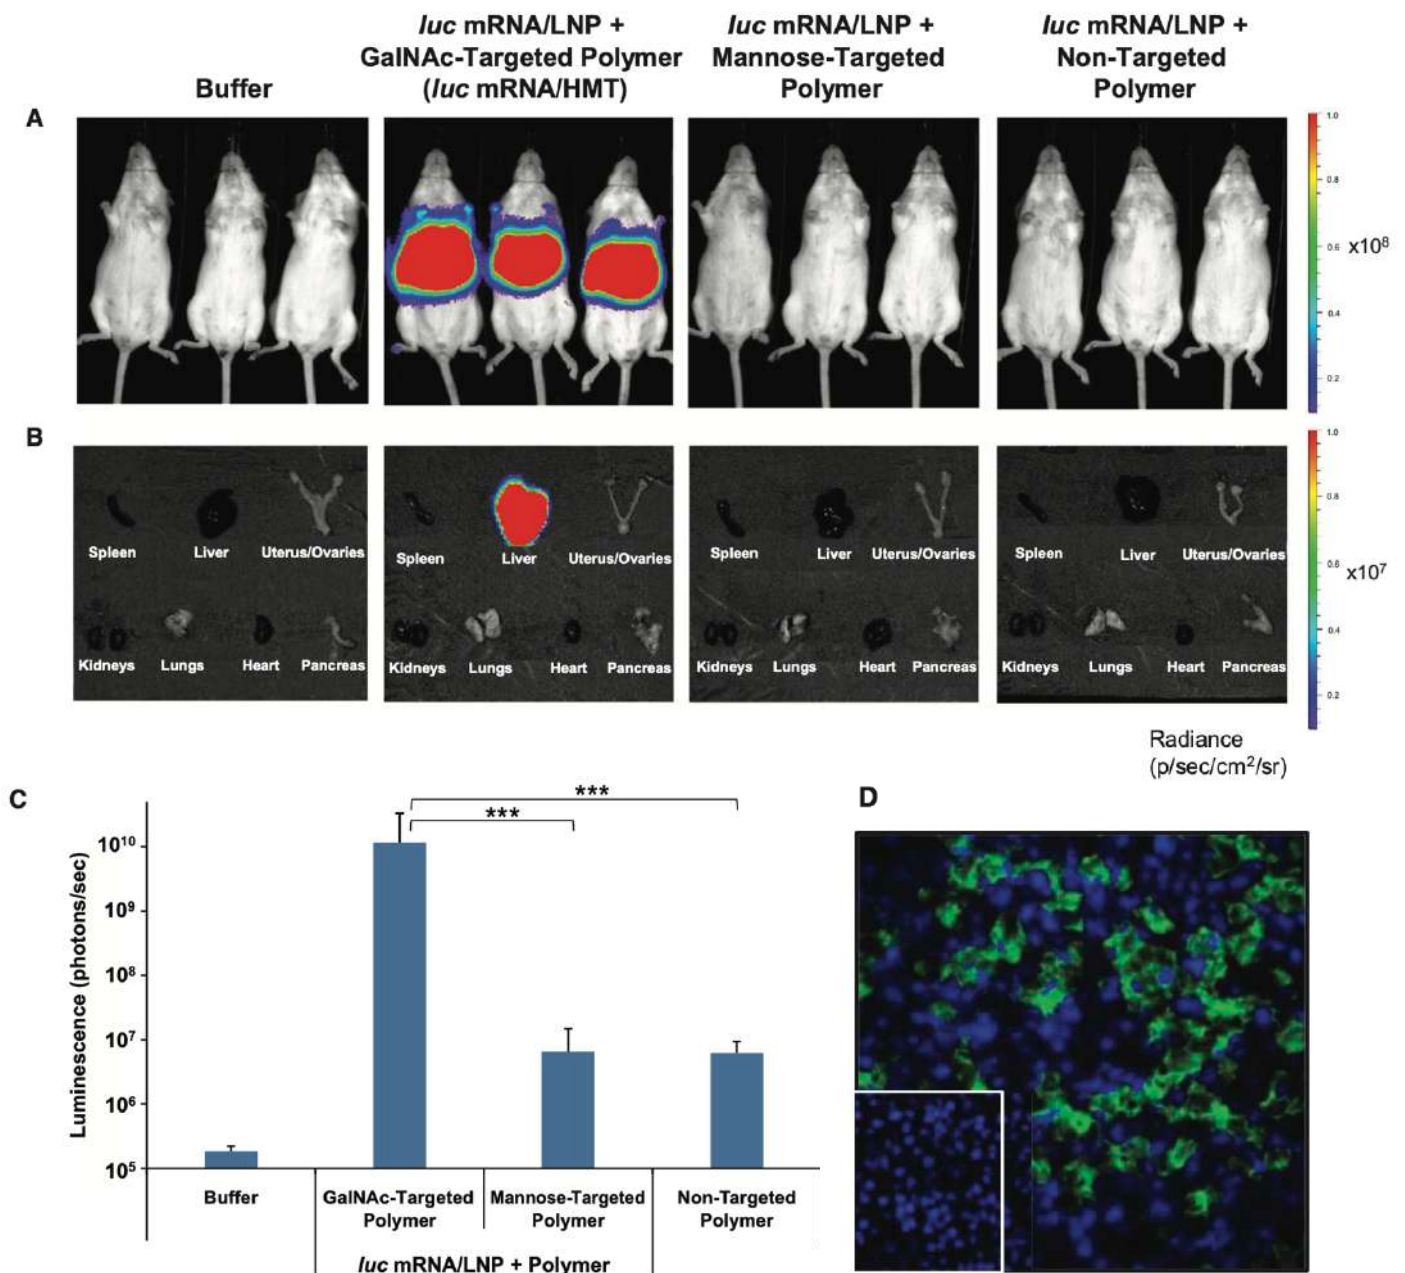 Buffer
luc mRNA/LNP +
GalNAc-Targeted Polymer
(luc mRNA/HMT)
luc mRNA/LNP +
Mannose-Targeted
Polymer
luc mRNA/LNP +
Non-Targeted
Polymer
A
1.0
0.8
0.6
0.4
0.2
x10⁸
B
Spleen Liver Uterus/Ovaries
Kidneys Lungs Heart Pancreas
Spleen Liver Uterus/Ovaries
Kidneys Lungs Heart Pancreas
Spleen Liver Uterus/Ovaries
Kidneys Lungs Heart Pancreas
Spleen Liver Uterus/Ovaries
Kidneys Lungs Heart Pancreas
1.0
0.8
0.6
0.4
0.2
x10⁷
Radiance
(p/sec/cm²/sr)
C
Luminescence (photons/sec)
10¹⁰
10⁹
10⁸
10⁷
10⁶
10⁵
***
***
Buffer
GalNAc-Targeted
Polymer
Mannose-Targeted
Polymer
Non-Targeted
Polymer
luc mRNA/LNP + Polymer
D